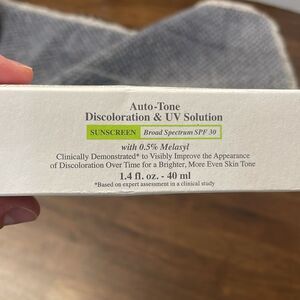 Auto-Tone
Discoloration & UV Solution
SUNSCREEN Broad Spectrum SPF 30
with 0.5% Melasyl
Clinically Demonstrated* to Visibly Improve the Appearance
of Discoloration Over Time for a Brighter, More Even Skin Tone
1.4 fl. oz. - 40 ml
*Based on expert assessment in a clinical study